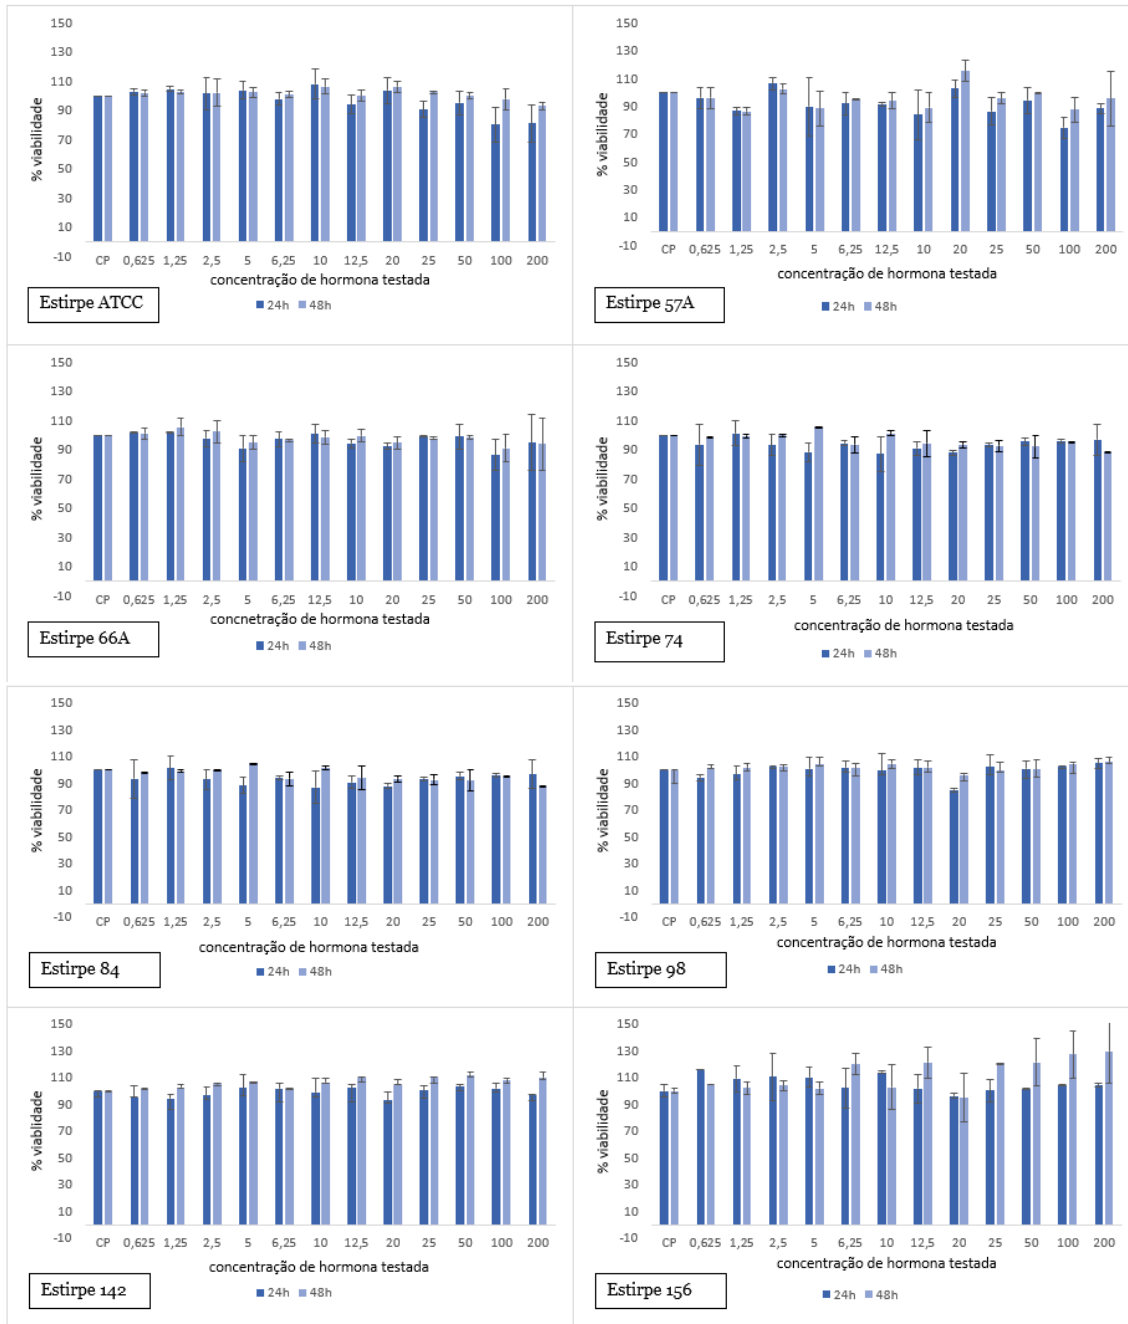 150
130
110
90
70
50
30
10
-10
% viabilidade
CP 0,625 1,25 2,5 5 6,25 10 12,5 20 25 50 100 200
concentração de hormona testada
Estirpe ATCC
24h 48h
150
130
110
90
70
50
30
10
-10
% viabilidade
CP 0,625 1,25 2,5 5 6,25 12,5 10 20 25 50 100 200
concentração de hormona testada
Estirpe 57A
24h 48h
150
130
110
90
70
50
30
10
-10
% viabilidade
CP 0,625 1,25 2,5 5 6,25 12,5 10 20 25 50 100 200
concnetração de hormona testada
Estirpe 66A
24h 48h
150
130
110
90
70
50
30
10
-10
% viabilidade
CP 0,625 1,25 2,5 5 6,25 10 12,5 20 25 50 100 200
concentração de hormona testada
Estirpe 74
24h 48h
150
130
110
90
70
50
30
10
-10
% viabilidade
CP 0,625 1,25 2,5 5 6,25 10 12,5 20 25 50 100 200
concentração de hormona testada
Estirpe 84
24h 48h
150
130
110
90
70
50
30
10
-10
% viabilidade
CP 0,625 1,25 2,5 5 6,25 10 12,5 20 25 50 100 200
concentração de hormona testada
Estirpe 98
24h 48h
150
130
110
90
70
50
30
10
-10
% viablidade
CP 0,625 1,25 2,5 5 6,25 10 12,5 20 25 50 100 200
concentração de hormona testada
Estirpe 142
24h 48h
150
130
110
90
70
50
30
10
-10
% viabilidade
CP 0,625 1,25 2,5 5 6,25 10 12,5 20 25 50 100 200
concentração de hormona testada
Estirpe 156
24h 48h